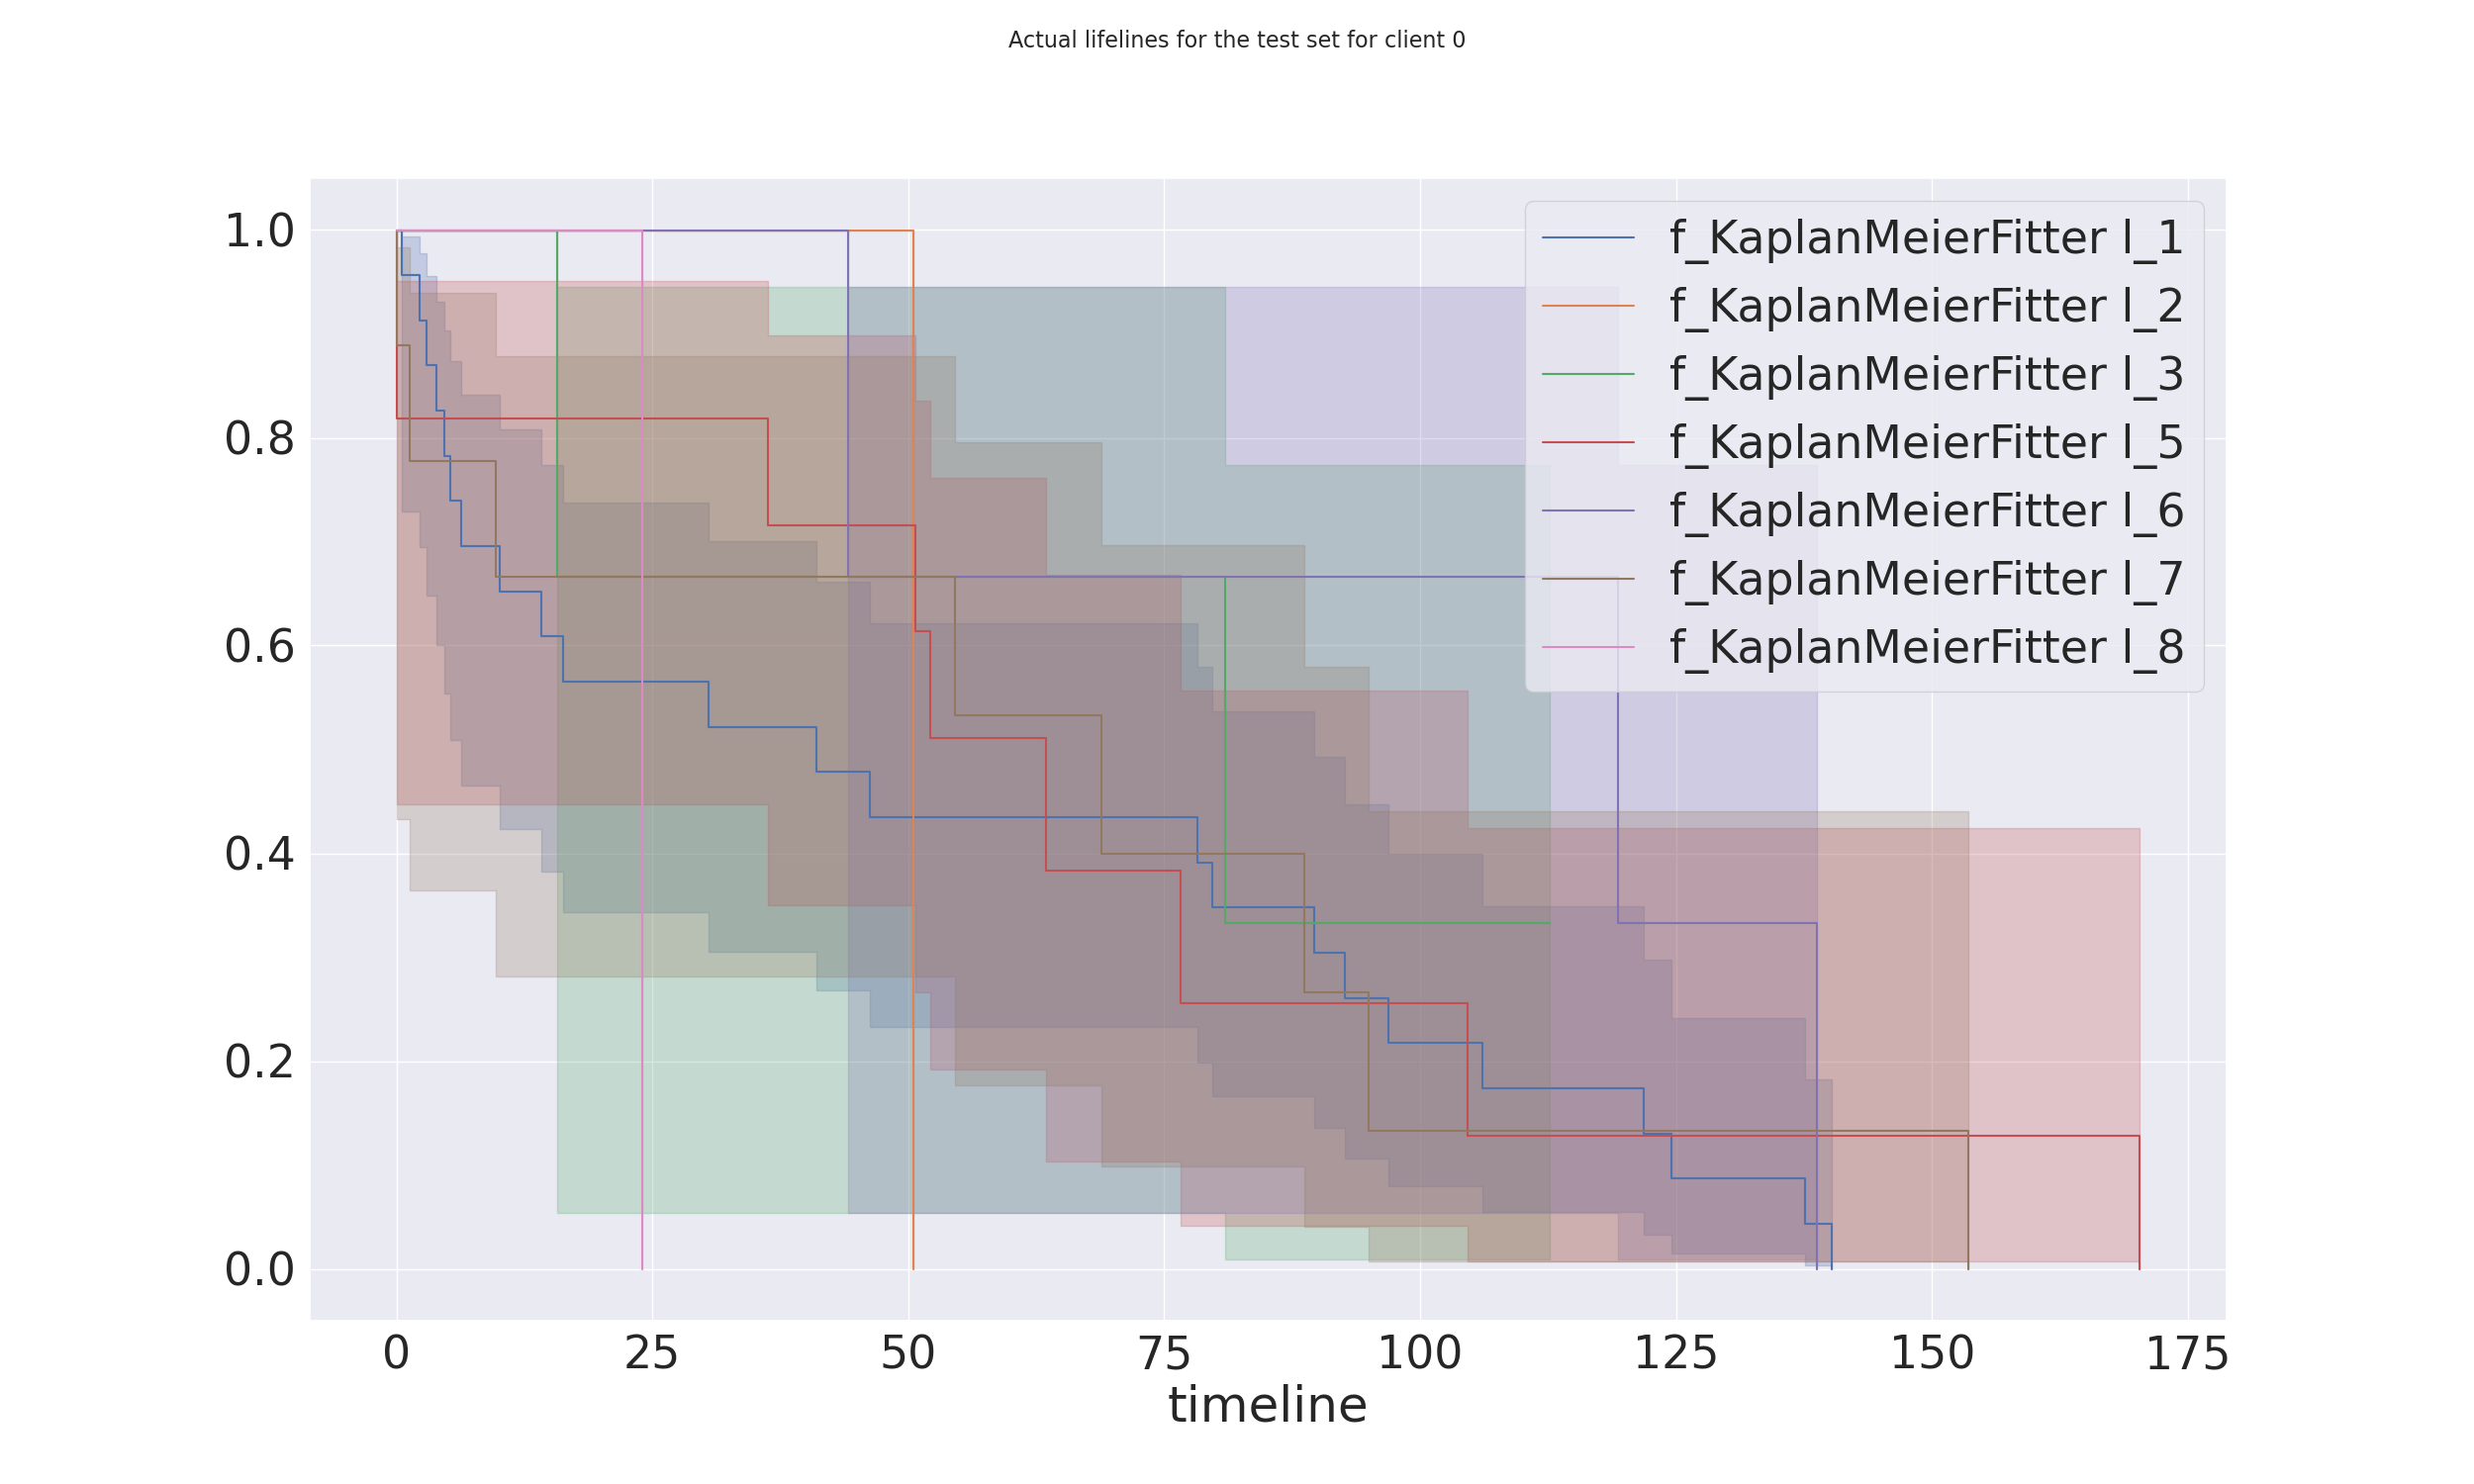 Actual lifelines for the test set for client 0
1.0
0.8
0.6
0.4
0.2
0.0
f_KaplanMeierFitter l_1
f_KaplanMeierFitter l_2
f_KaplanMeierFitter l_3
f_KaplanMeierFitter l_5
f_KaplanMeierFitter l_6
f_KaplanMeierFitter l_7
f_KaplanMeierFitter l_8
0 25 50 75 100 125 150 175
timeline